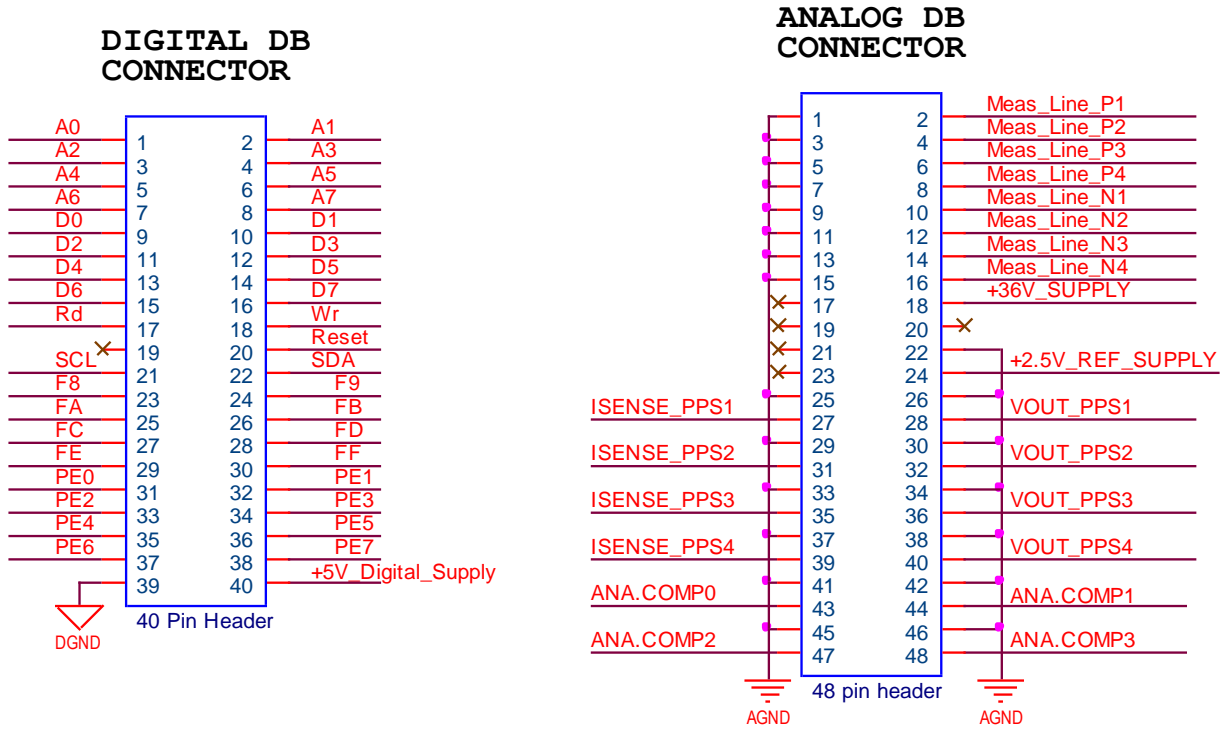 DIGITAL DB
CONNECTOR
A0 1 2 A1
A2 3 4 A3
A4 5 6 A5
A6 7 8 A7
D0 9 10 D1
D2 11 12 D3
D4 13 14 D5
D6 15 16 D7
Rd 17 18 Wr
19 20 Reset
SCL 21 22 SDA
F8 23 24 F9
FA 25 26 FB
FC 27 28 FD
FE 29 30 FF
PE0 31 32 PE1
PE2 33 34 PE3
PE4 35 36 PE5
PE6 37 38 PE7
39 40 +5V_Digital_Supply
DGND
40 Pin Header
ANALOG DB
CONNECTOR
1 2 Meas_Line_P1
3 4 Meas_Line_P2
5 6 Meas_Line_P3
7 8 Meas_Line_P4
9 10 Meas_Line_N1
11 12 Meas_Line_N2
13 14 Meas_Line_N3
15 16 Meas_Line_N4
17 18 +36V_SUPPLY
19 20
21 22
23 24 +2.5V_REF_SUPPLY
25 26
ISENSE_PPS1 27 28 VOUT_PPS1
29 30
ISENSE_PPS2 31 32 VOUT_PPS2
33 34
ISENSE_PPS3 35 36 VOUT_PPS3
37 38
ISENSE_PPS4 39 40 VOUT_PPS4
41 42
ANA.COMP0 43 44 ANA.COMP1
45 46
ANA.COMP2 47 48 ANA.COMP3
48 pin header
AGND AGND